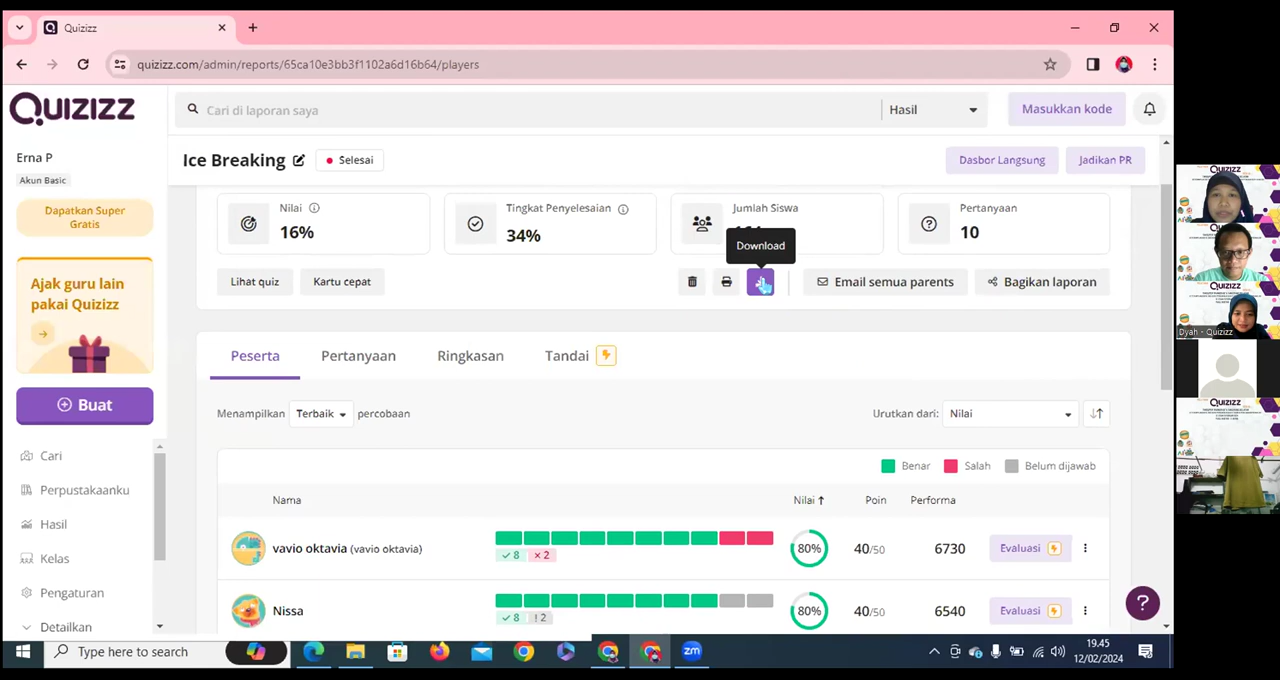 Quizizz
quizizz.com/admin/reports/65ca10e3bb3f1102a6d16b64/players
QUIZIZZ
Cari di laporan saya
Hasil
Masukkan kode
Erna P
Akun Basic
Dapatkan Super
Gratis
Ajak guru lain
pakai Quizizz
Buat
Cari
Perpustakaanku
Hasil
Kelas
Pengaturan
Detailkan
Ice Breaking
Selesai
Dasbor Langsung
Jadikan PR
Nilai
16%
Tingkat Penyelesaian
34%
Jumlah Siswa
Pertanyaan
10
Download
Lihat quiz
Kartu cepat
Email semua parents
Bagikan laporan
Peserta
Pertanyaan
Ringkasan
Tandai
Menampilkan
Terbaik
percobaan
Urutkan dari:
Nilai
Benar
Salah
Belum dijawab
Nama
Nilai
Poin
Performa
vavio oktavia (vavio oktavia)
8
2
80%
40/50
6730
Evaluasi
Nissa
8
! 2
80%
40/50
6540
Evaluasi
?
Type here to search
zm
19.45
12/02/2024
QUIZIZZ
QUIZIZZ
QUIZIZZ
Dyah - Quizizz
QUIZIZZ